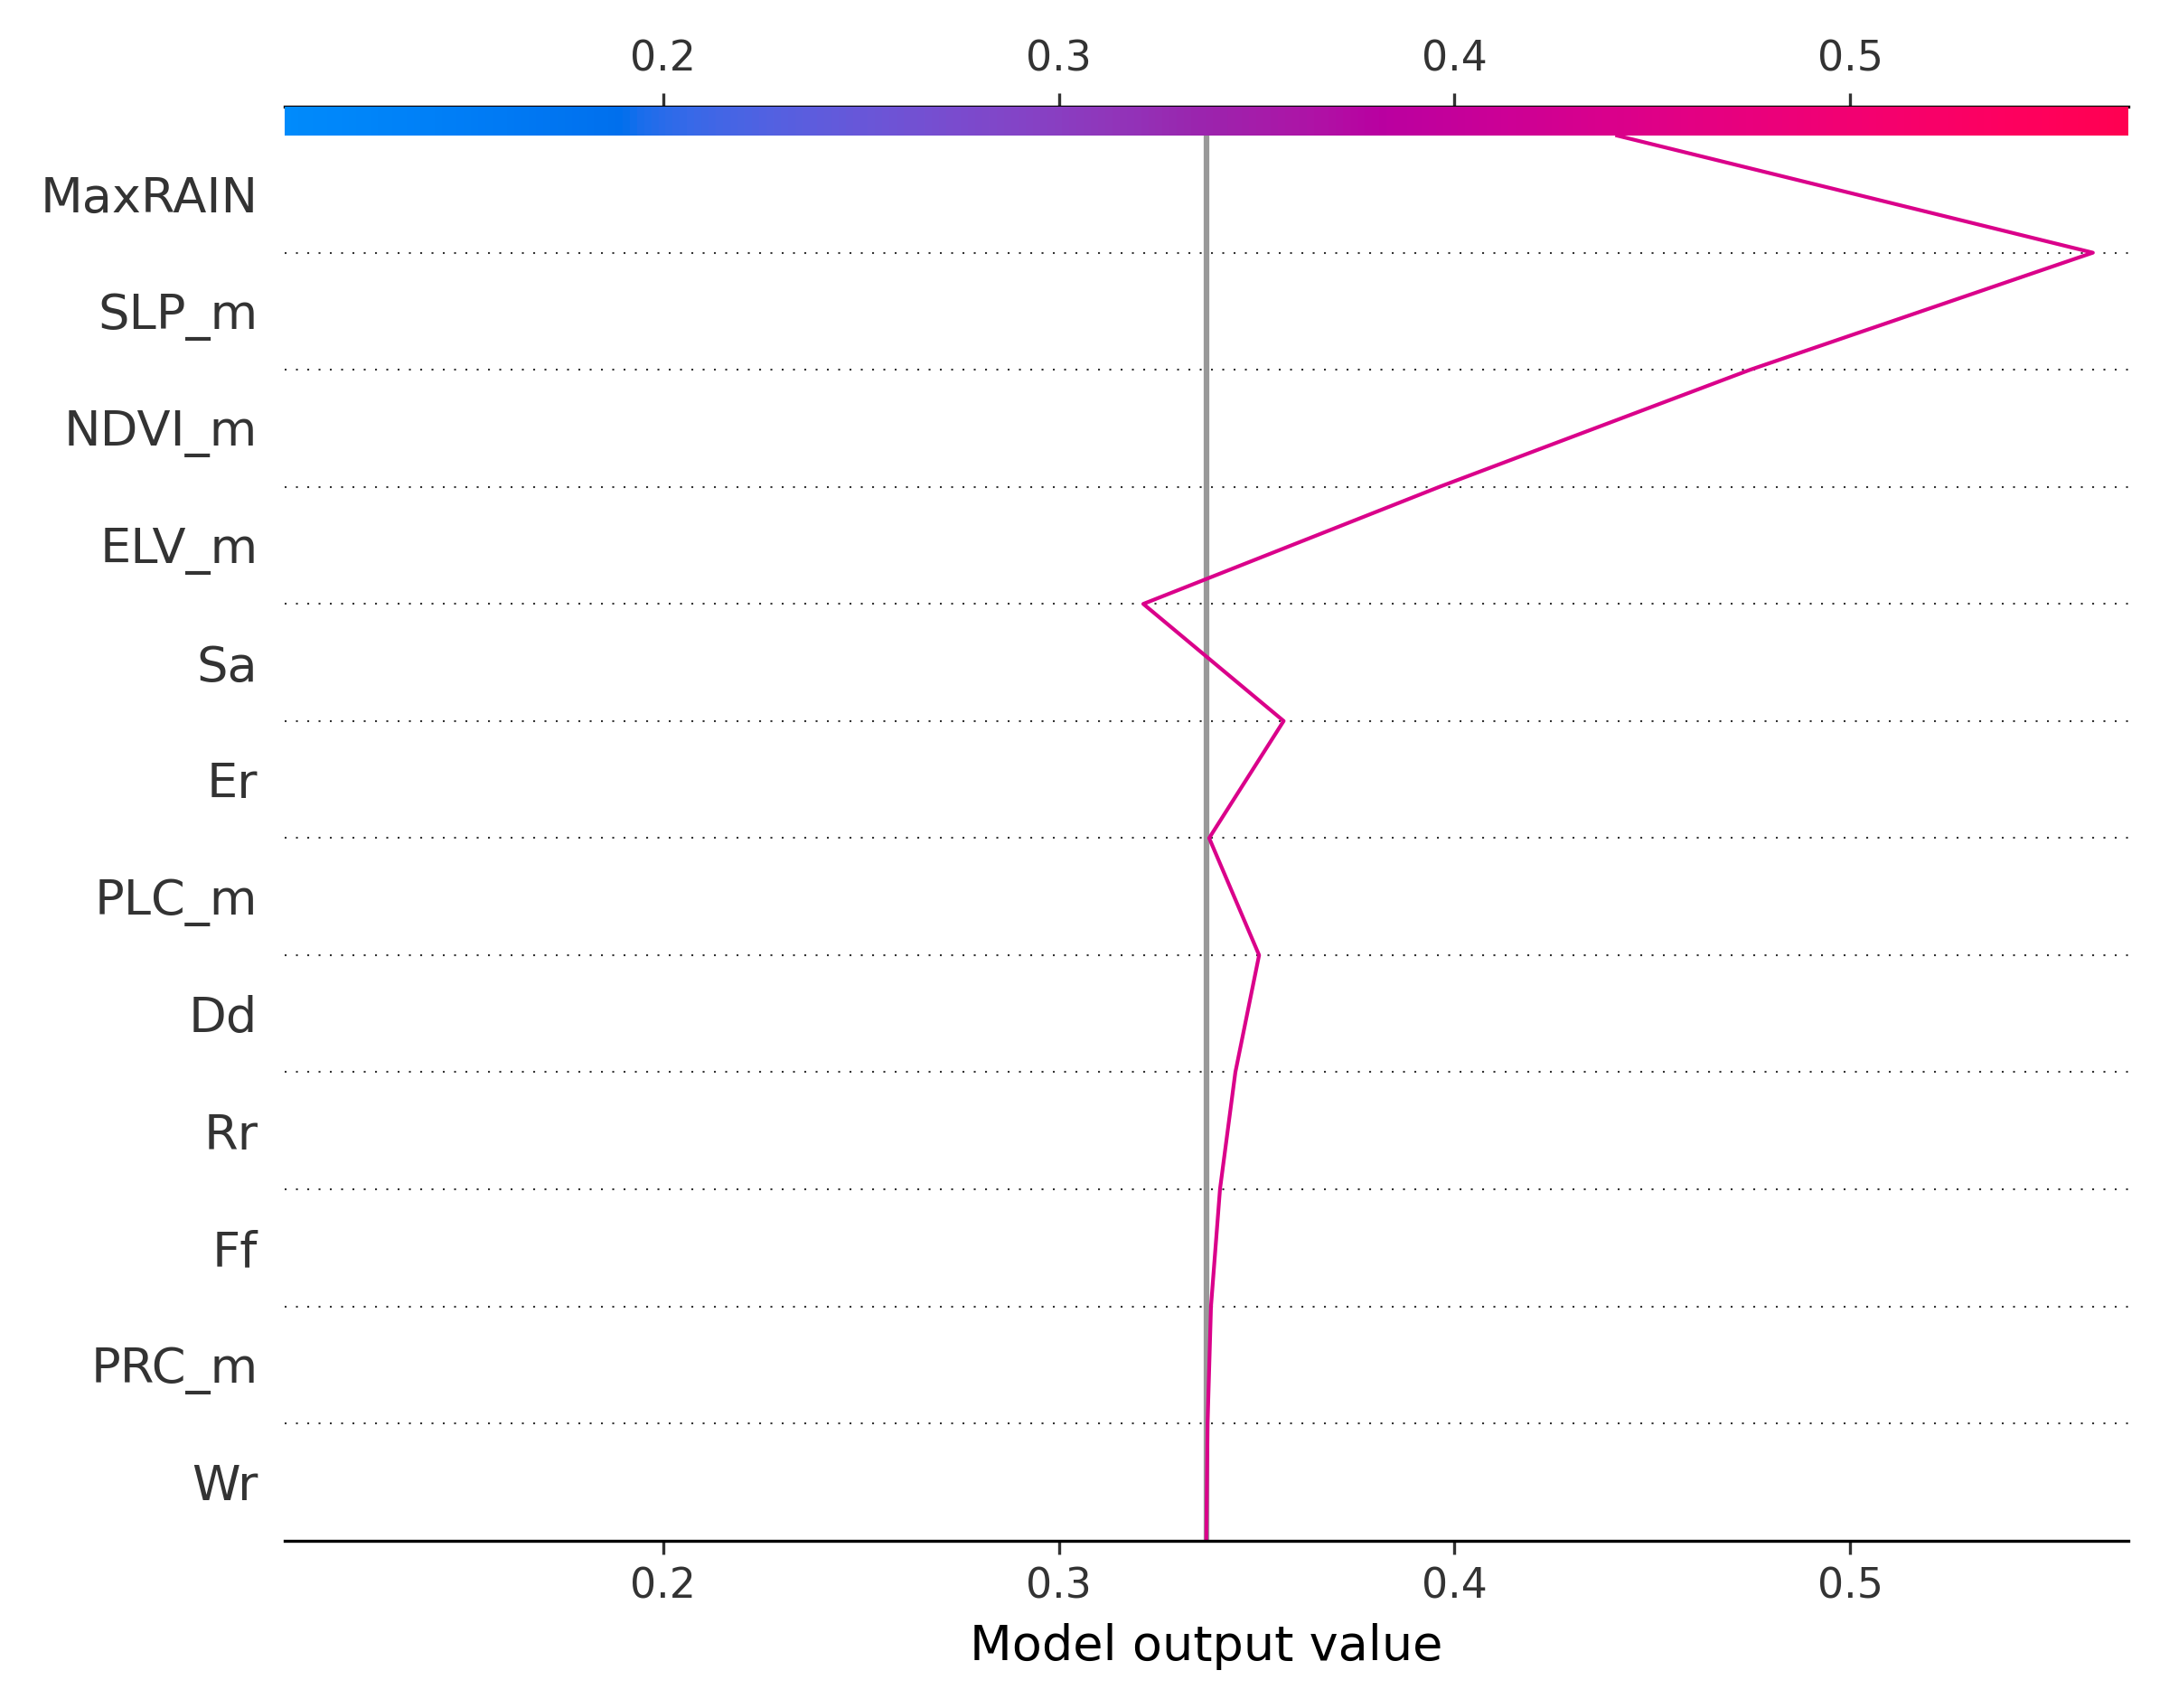 0.2 0.3 0.4 0.5
MaxRAIN
SLP_m
NDVI_m
ELV_m
Sa
Er
PLC_m
Dd
Rr
Ff
PRC_m
Wr
0.2 0.3 0.4 0.5
Model output value